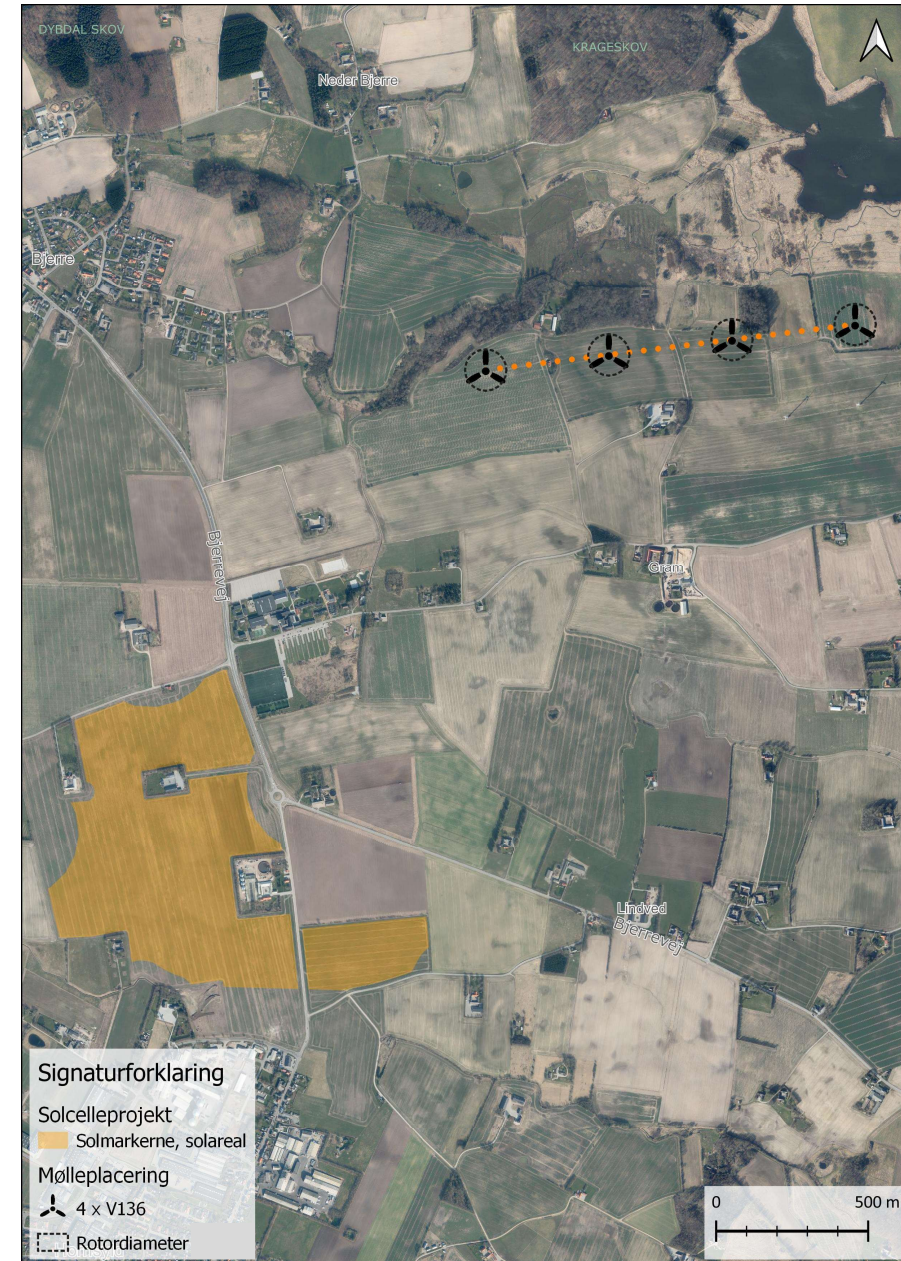 DYBDAL SKOV
KRAGESKOV
Neder Bjerre
Bjerre
Bjerrevej
Gram
Lindved
Bjerrevej
Signaturforklaring
Solcelleprojekt
Solmarkerne, solareal
Mølleplacering
4 x V136
Rotordiameter
0 500 m